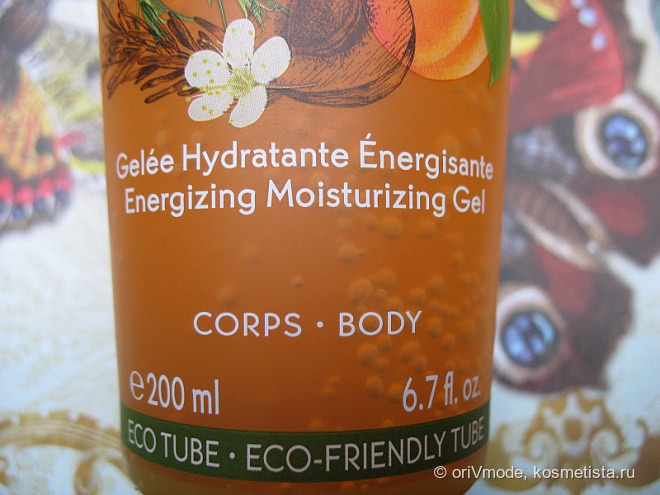 Gelée Hydratante Énergisante
Energizing Moisturizing Gel
CORPS • BODY
℮ 200 ml 6.7 fl. oz.
ECO TUBE • ECO-FRIENDLY TUBE
© oriVmode, kosmetista.ru